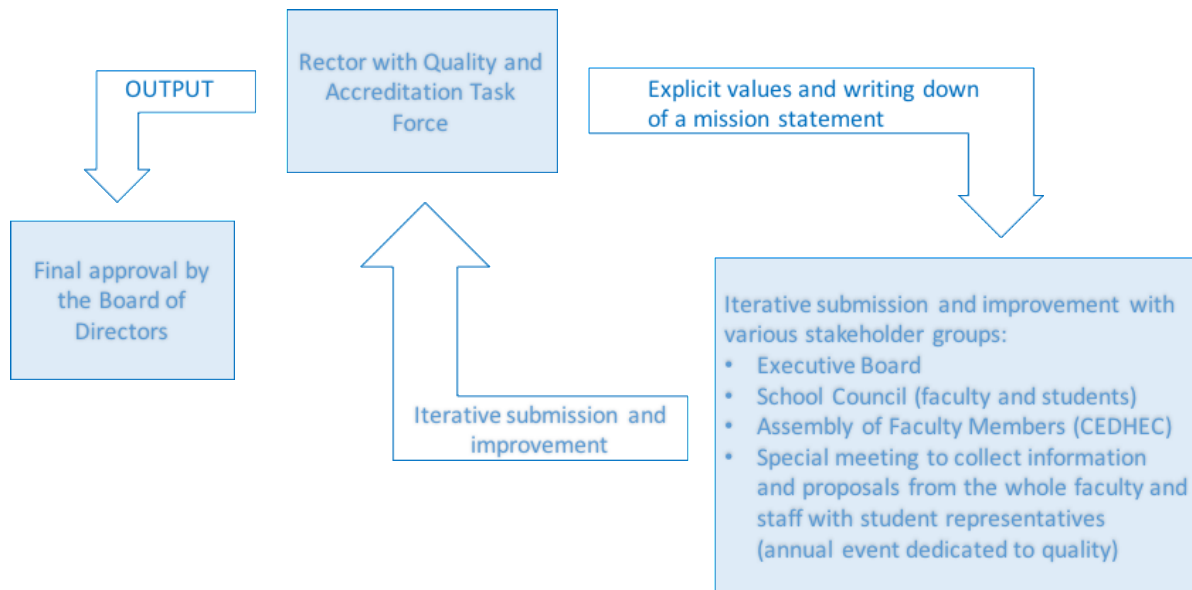 OUTPUT
Rector with Quality and
Accreditation Task
Force
Explicit values and writing down
of a mission statement
Final approval by
the Board of
Directors
Iterative submission and
improvement
Iterative submission and improvement with
various stakeholder groups:
• Executive Board
• School Council (faculty and students)
• Assembly of Faculty Members (CEDHEC)
• Special meeting to collect information
and proposals from the whole faculty and
staff with student representatives
(annual event dedicated to quality)